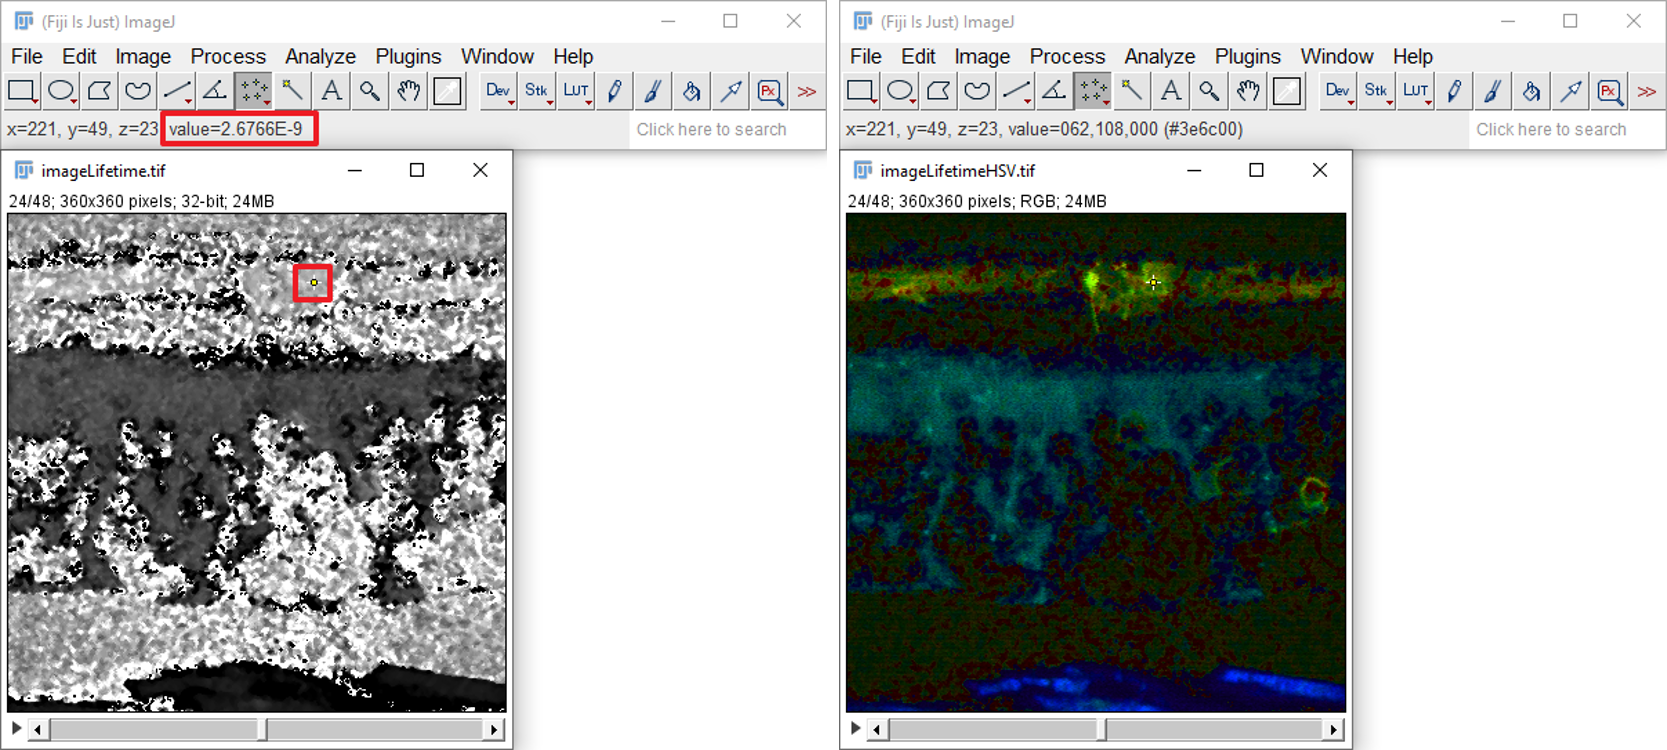 (Fiji Is Just) ImageJ
File Edit Image Process Analyze Plugins Window Help
A Dev Stk LUT Px >>
x=221, y=49, z=23, value=2.6766E-9
Click here to search
imageLifetime.tif
24/48; 360x360 pixels; 32-bit; 24MB
(Fiji Is Just) ImageJ
File Edit Image Process Analyze Plugins Window Help
A Dev Stk LUT Px >>
x=221, y=49, z=23, value=062,108,000 (#3e6c00)
Click here to search
imageLifetimeHSV.tif
24/48; 360x360 pixels; RGB; 24MB